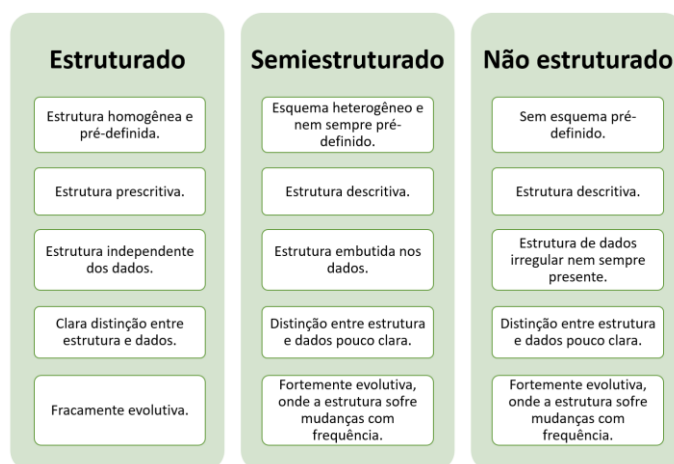 Estruturado
Estrutura homogênea e
pré-definida.
Estrutura prescritiva.
Estrutura independente
dos dados.
Clara distinção entre
estrutura e dados.
Fracamente evolutiva.
Semiestruturado
Esquema heterogêneo e
nem sempre pré-
definido.
Estrutura descritiva.
Estrutura embutida nos
dados.
Distinção entre estrutura
e dados pouco clara.
Fortemente evolutiva,
onde a estrutura sofre
mudanças com
frequência.
Não estruturado
Sem esquema pré-
definido.
Estrutura descritiva.
Estrutura de dados
irregular nem sempre
presente.
Distinção entre estrutura
e dados pouco clara.
Fortemente evolutiva,
onde a estrutura sofre
mudanças com
frequência.